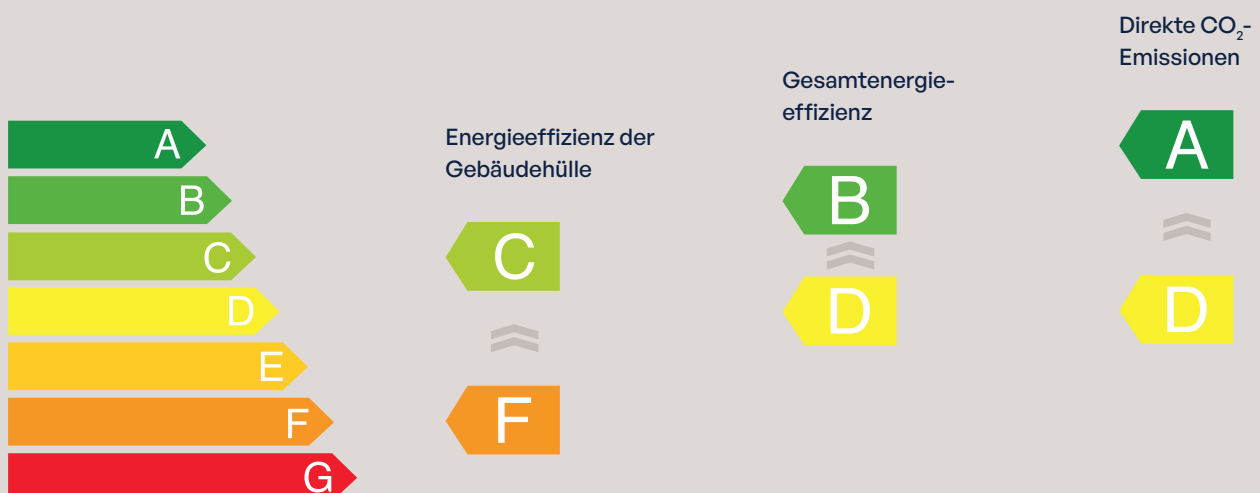 A
B
C
D
E
F
G
Energieeffizienz der
Gebäudehülle
C
F
Gesamtenergie-
effizienz
B
D
Direkte CO₂-
Emissionen
A
D